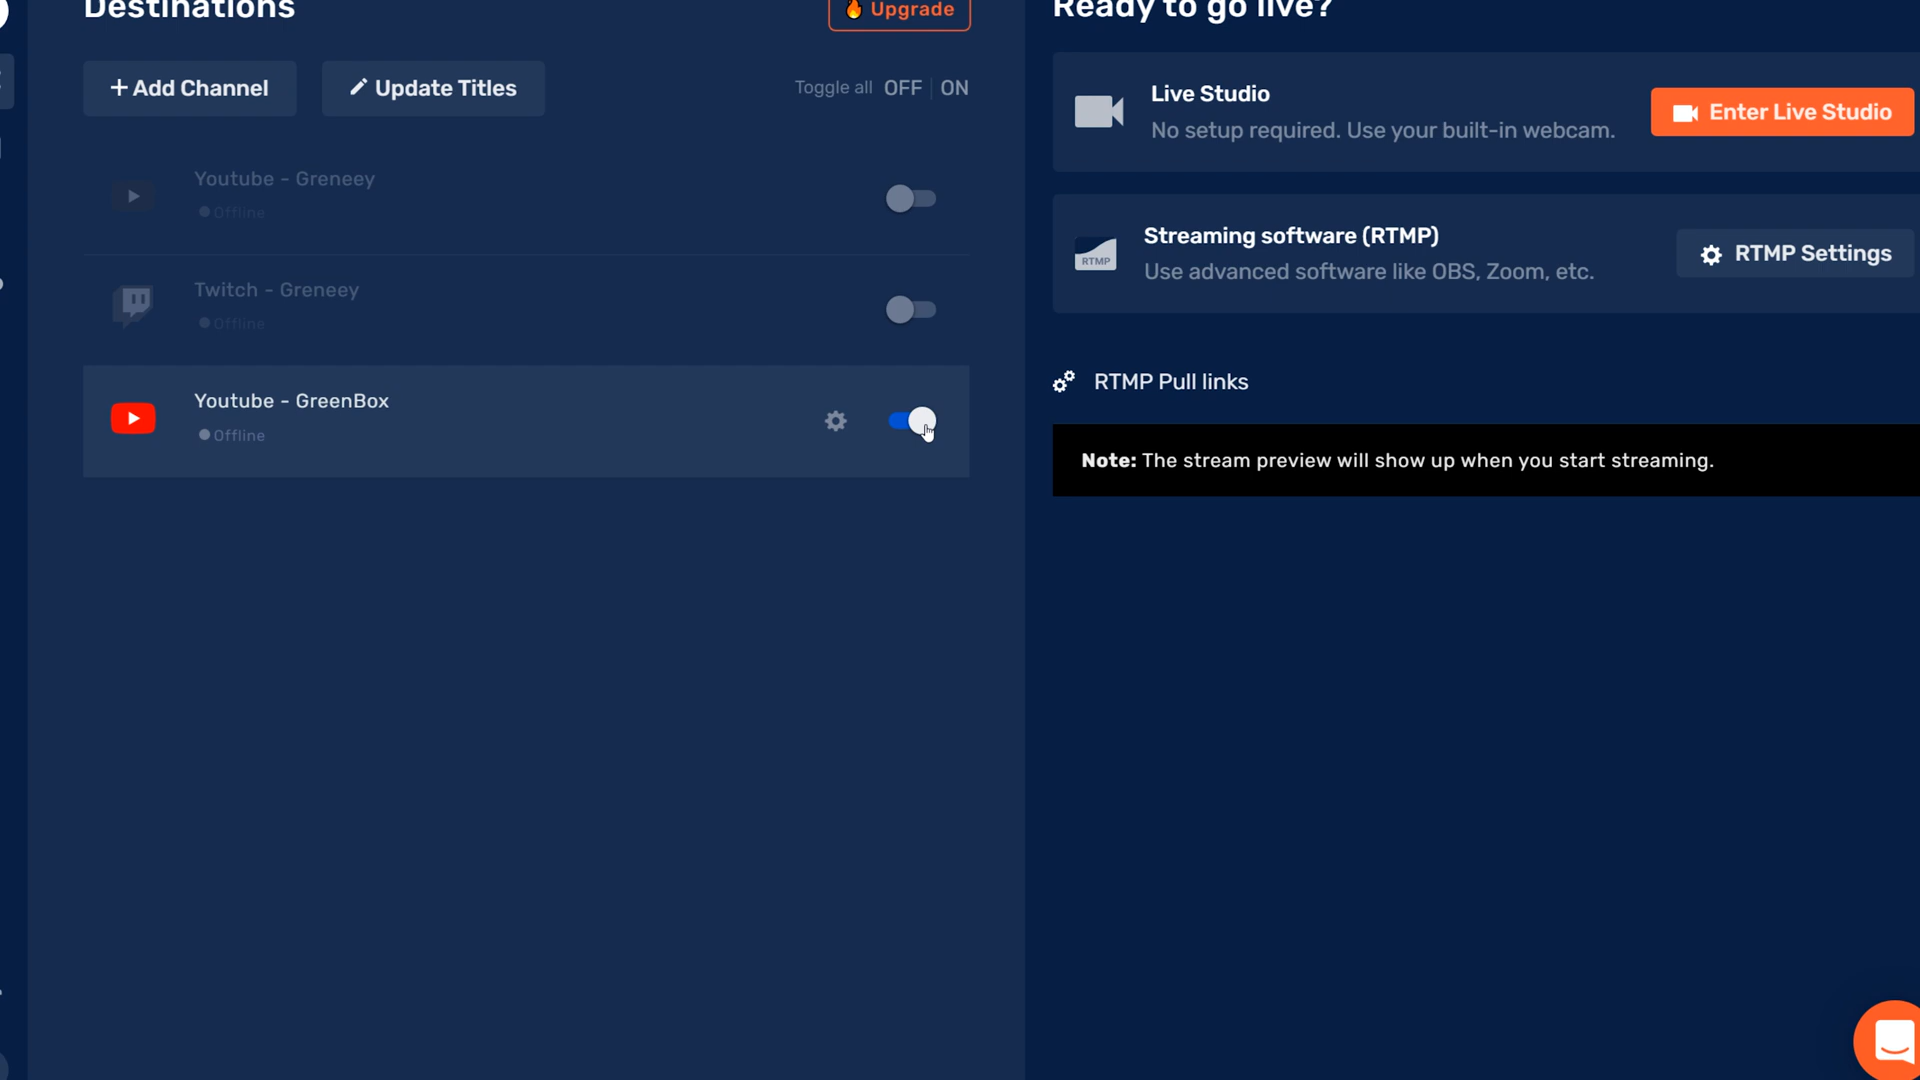 Destinations
Upgrade
+ Add Channel
Update Titles
Toggle all OFF | ON
Youtube - Greneey
Offline
Twitch - Greneey
Offline
Youtube - GreenBox
Offline
Ready to go live?
Live Studio
No setup required. Use your built-in webcam.
Enter Live Studio
RTMP
Streaming software (RTMP)
Use advanced software like OBS, Zoom, etc.
RTMP Settings
RTMP Pull links
Note: The stream preview will show up when you start streaming.